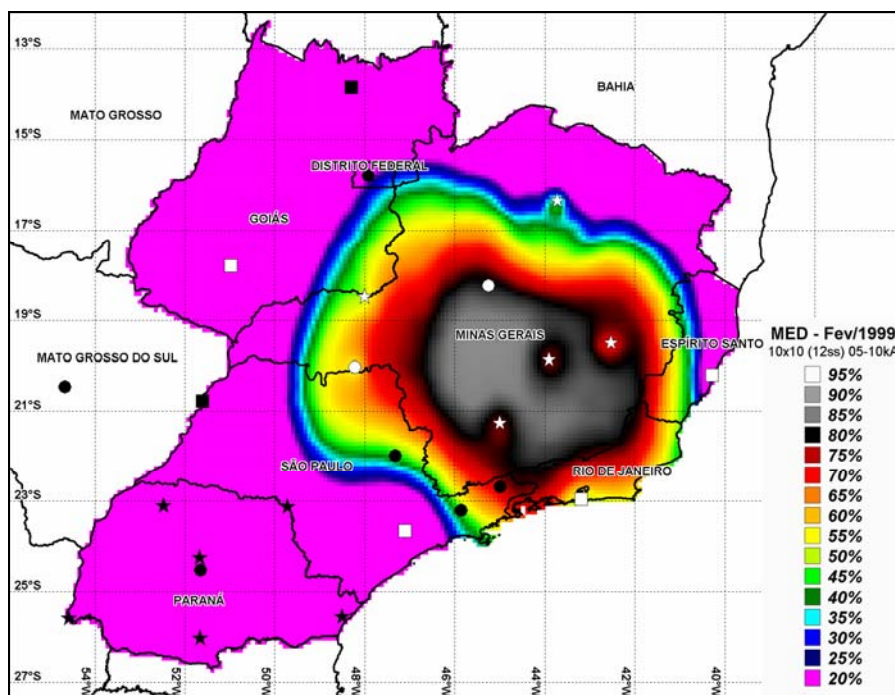 13°S
BAHIA
MATO GROSSO
15°S
DISTRITO FEDERAL
17°S
GOIÁS
19°S
MINAS GERAIS
ESPÍRITO SANTO
MATO GROSSO DO SUL
21°S
SÃO PAULO
RIO DE JANEIRO
23°S
25°S
PARANÁ
27°S
54°W
52°W
50°W
48°W
46°W
44°W
42°W
40°W
MED - Fev/1999
10x10 (12ss) 05-10kA
95%
90%
85%
80%
75%
70%
65%
60%
55%
50%
45%
40%
35%
30%
25%
20%